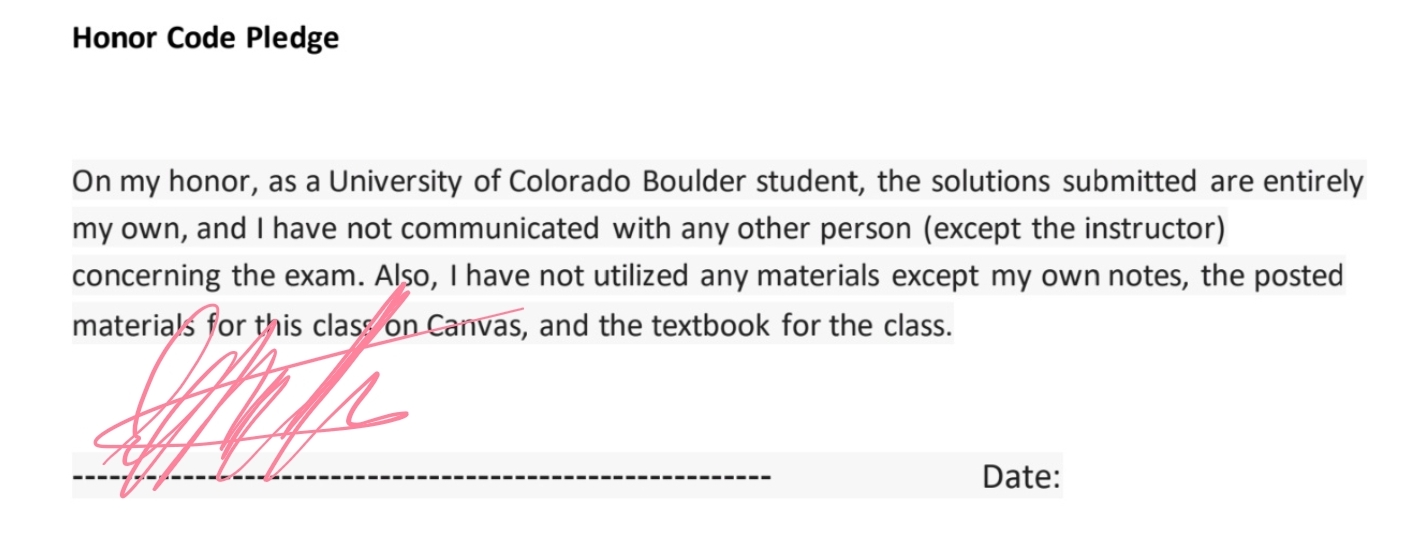 Honor Code Pledge
On my honor, as a University of Colorado Boulder student, the solutions submitted are entirely
my own, and I have not communicated with any other person (except the instructor)
concerning the exam. Also, I have not utilized any materials except my own notes, the posted
materials for this class on Canvas, and the textbook for the class.
---------------------------------------------------------- Date: